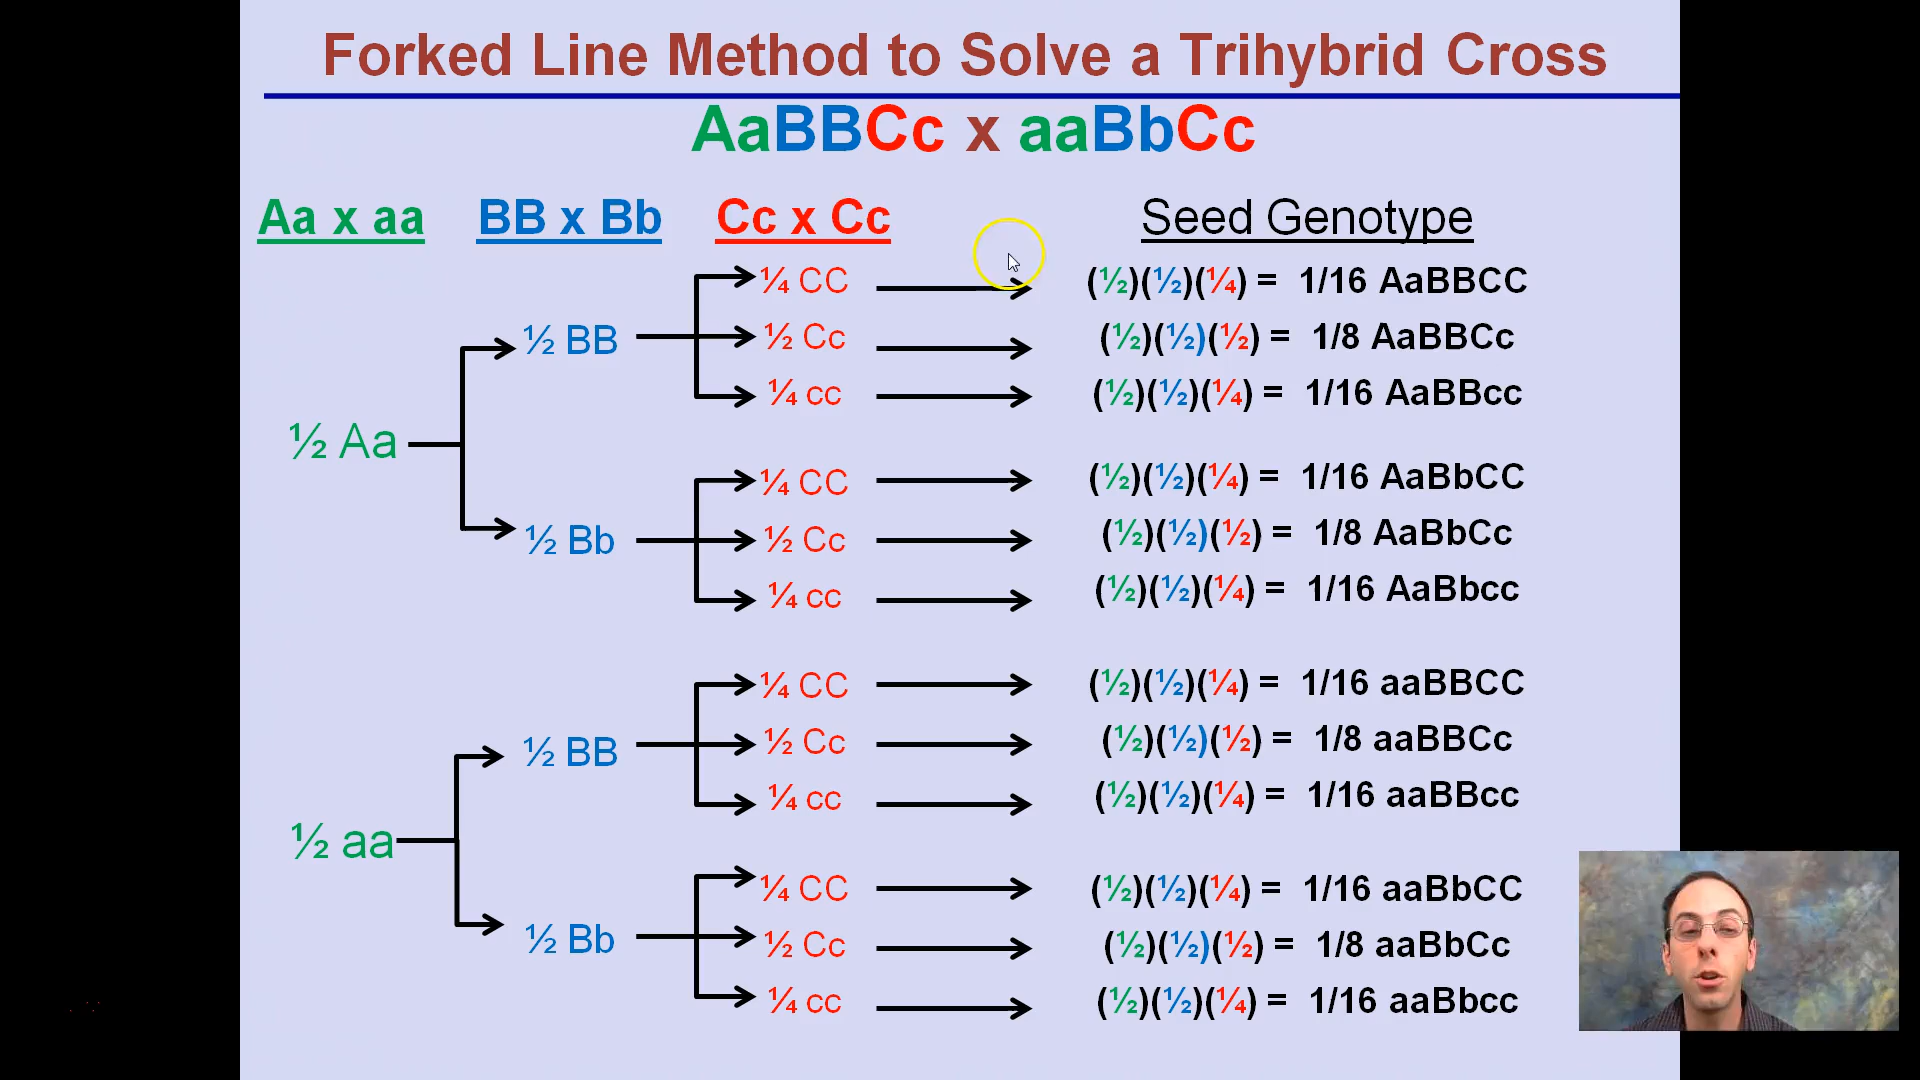 Forked Line Method to Solve a Trihybrid Cross
AaBBCc x aaBbCc
Aa x aa BB x Bb Cc x Cc Seed Genotype
¼ CC (½)(½)(¼) = 1/16 AaBBCC
½ BB ½ Cc (½)(½)(½) = 1/8 AaBBCc
¼ cc (½)(½)(¼) = 1/16 AaBBcc
½ Aa
¼ CC (½)(½)(¼) = 1/16 AaBbCC
½ Bb ½ Cc (½)(½)(½) = 1/8 AaBbCc
¼ cc (½)(½)(¼) = 1/16 AaBbcc
¼ CC (½)(½)(¼) = 1/16 aaBBCC
½ BB ½ Cc (½)(½)(½) = 1/8 aaBBCc
¼ cc (½)(½)(¼) = 1/16 aaBBcc
½ aa
¼ CC (½)(½)(¼) = 1/16 aaBbCC
½ Bb ½ Cc (½)(½)(½) = 1/8 aaBbCc
¼ cc (½)(½)(¼) = 1/16 aaBbcc